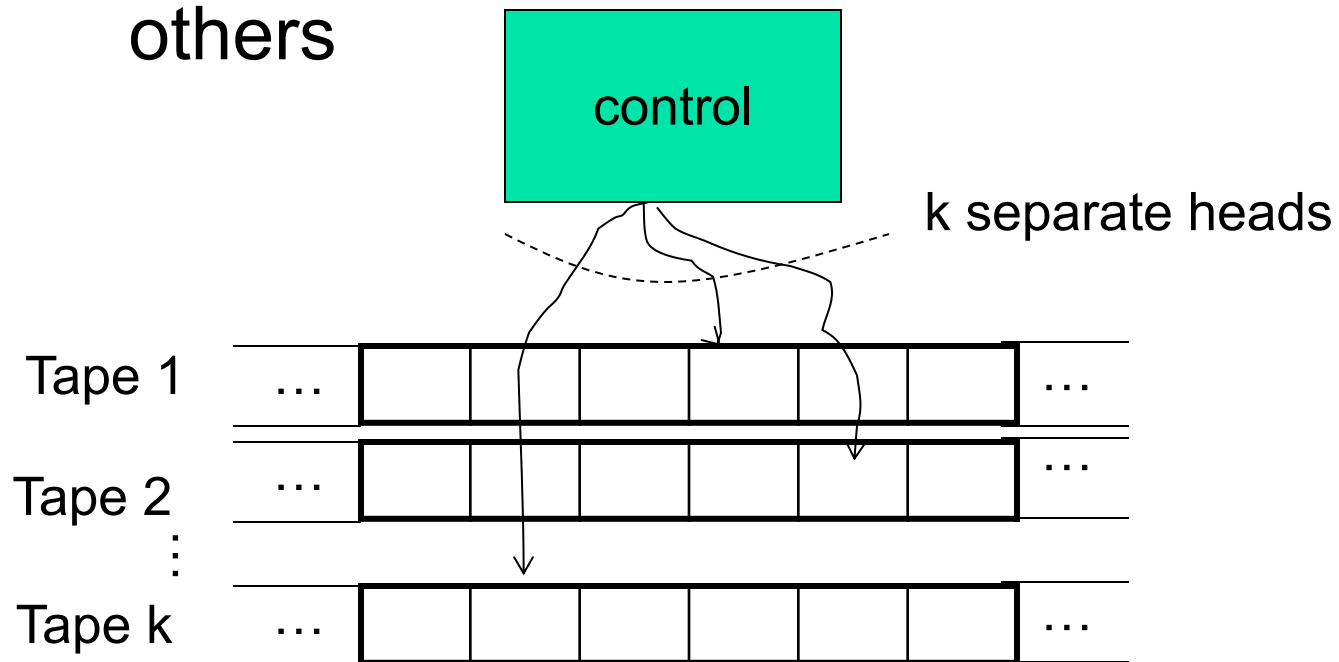 others
control
k separate heads
Tape 1 … …
Tape 2 … …
⋮
Tape k … …